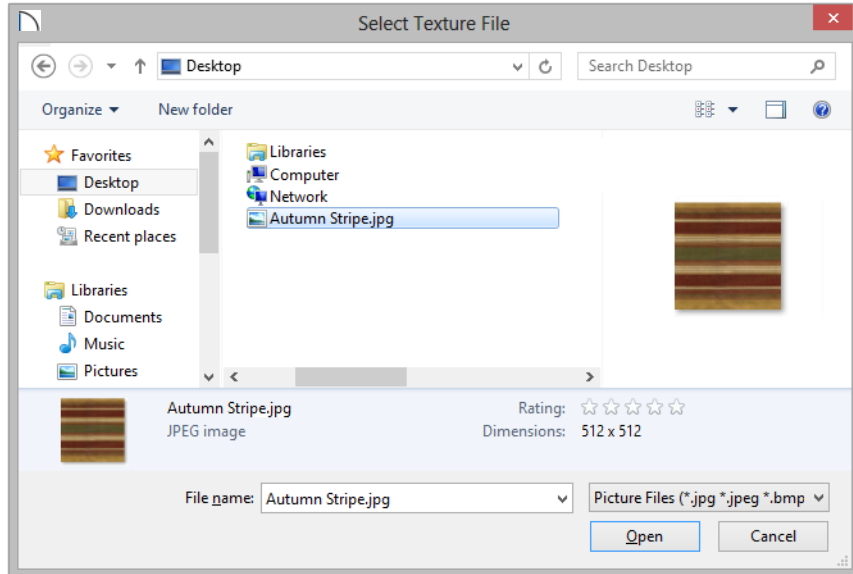 Select Texture File
Desktop
Search Desktop
Organize
New folder
Favorites
Desktop
Downloads
Recent places
Libraries
Documents
Music
Pictures
Libraries
Computer
Network
Autumn Stripe.jpg
Autumn Stripe.jpg
JPEG image
Rating:
Dimensions: 512 x 512
File name: Autumn Stripe.jpg
Picture Files (*.jpg *.jpeg *.bmp
Open
Cancel